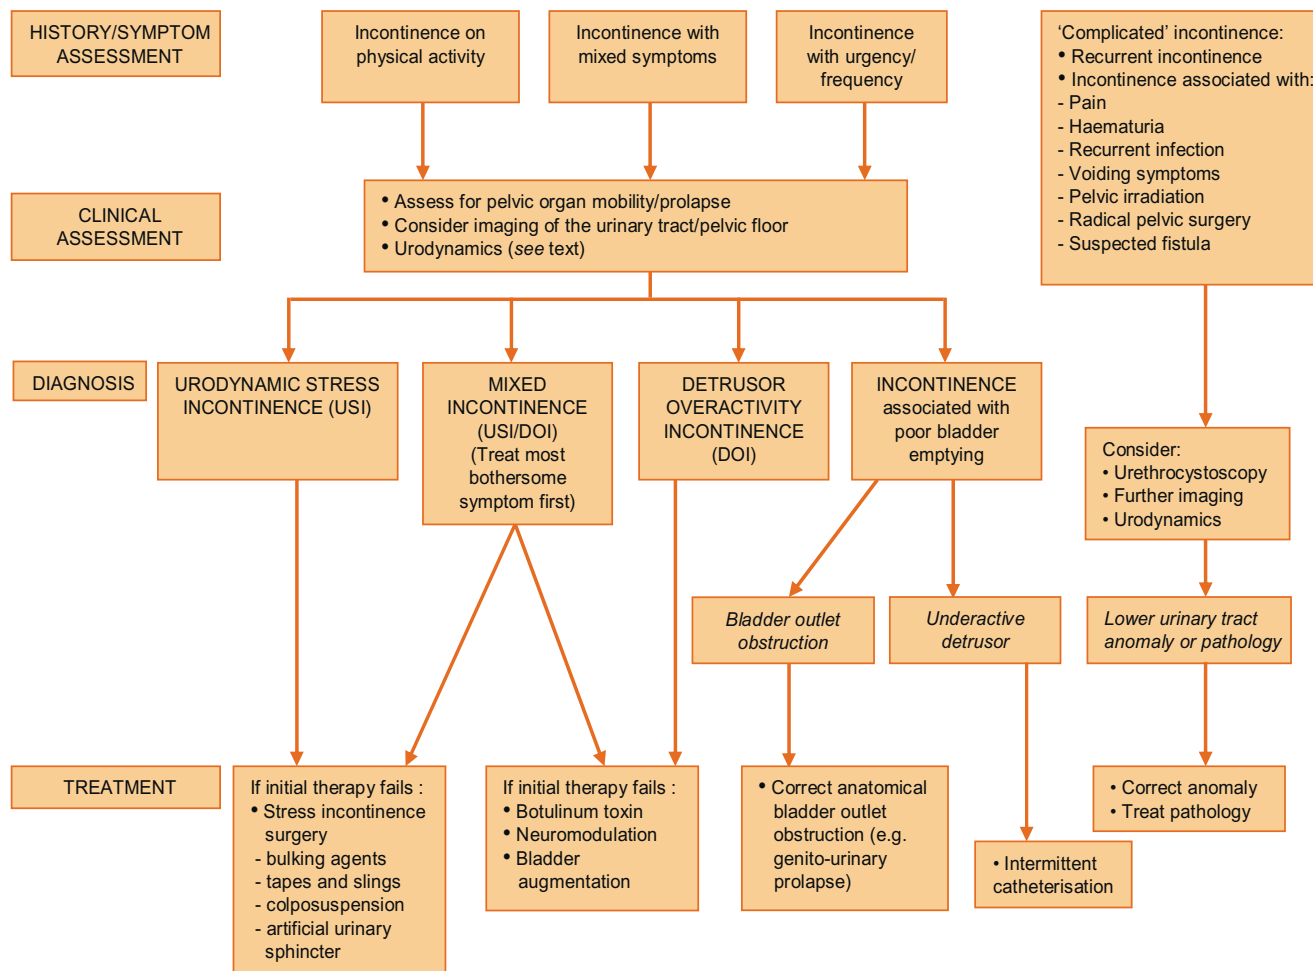 HISTORY/SYMPTOM
ASSESSMENT
Incontinence on
physical activity
Incontinence with
mixed symptoms
Incontinence
with urgency/
frequency
‘Complicated’ incontinence:
• Recurrent incontinence
• Incontinence associated with:
- Pain
- Haematuria
- Recurrent infection
- Voiding symptoms
- Pelvic irradiation
- Radical pelvic surgery
- Suspected fistula
CLINICAL
ASSESSMENT
• Assess for pelvic organ mobility/prolapse
• Consider imaging of the urinary tract/pelvic floor
• Urodynamics (see text)
DIAGNOSIS
URODYNAMIC STRESS
INCONTINENCE (USI)
MIXED
INCONTINENCE
(USI/DOI)
(Treat most
bothersome
symptom first)
DETRUSOR
OVERACTIVITY
INCONTINENCE
(DOI)
INCONTINENCE
associated with
poor bladder
emptying
Consider:
• Urethrocystoscopy
• Further imaging
• Urodynamics
Bladder outlet
obstruction
Underactive
detrusor
Lower urinary tract
anomaly or pathology
TREATMENT
If initial therapy fails :
• Stress incontinence
surgery
- bulking agents
- tapes and slings
- colposuspension
- artificial urinary
sphincter
If initial therapy fails :
• Botulinum toxin
• Neuromodulation
• Bladder
augmentation
• Correct anatomical
bladder outlet
obstruction (e.g.
genito-urinary
prolapse)
• Intermittent
catheterisation
• Correct anomaly
• Treat pathology